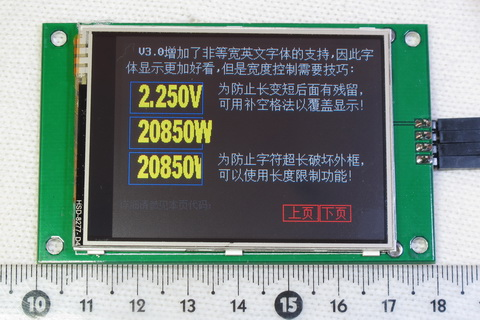 V3.0增加了非等宽英文字体的支持,因此字
体显示更加好看,但是宽度控制需要技巧:
2.250V
为防止长变短后面有残留,
可用补空格法以覆盖显示!
20850W
20850
为防止字符超长破坏外框,
可以使用长度限制功能!
上页 下页
HSD-8277-D
10 11 12 13 14 15 16 17 18